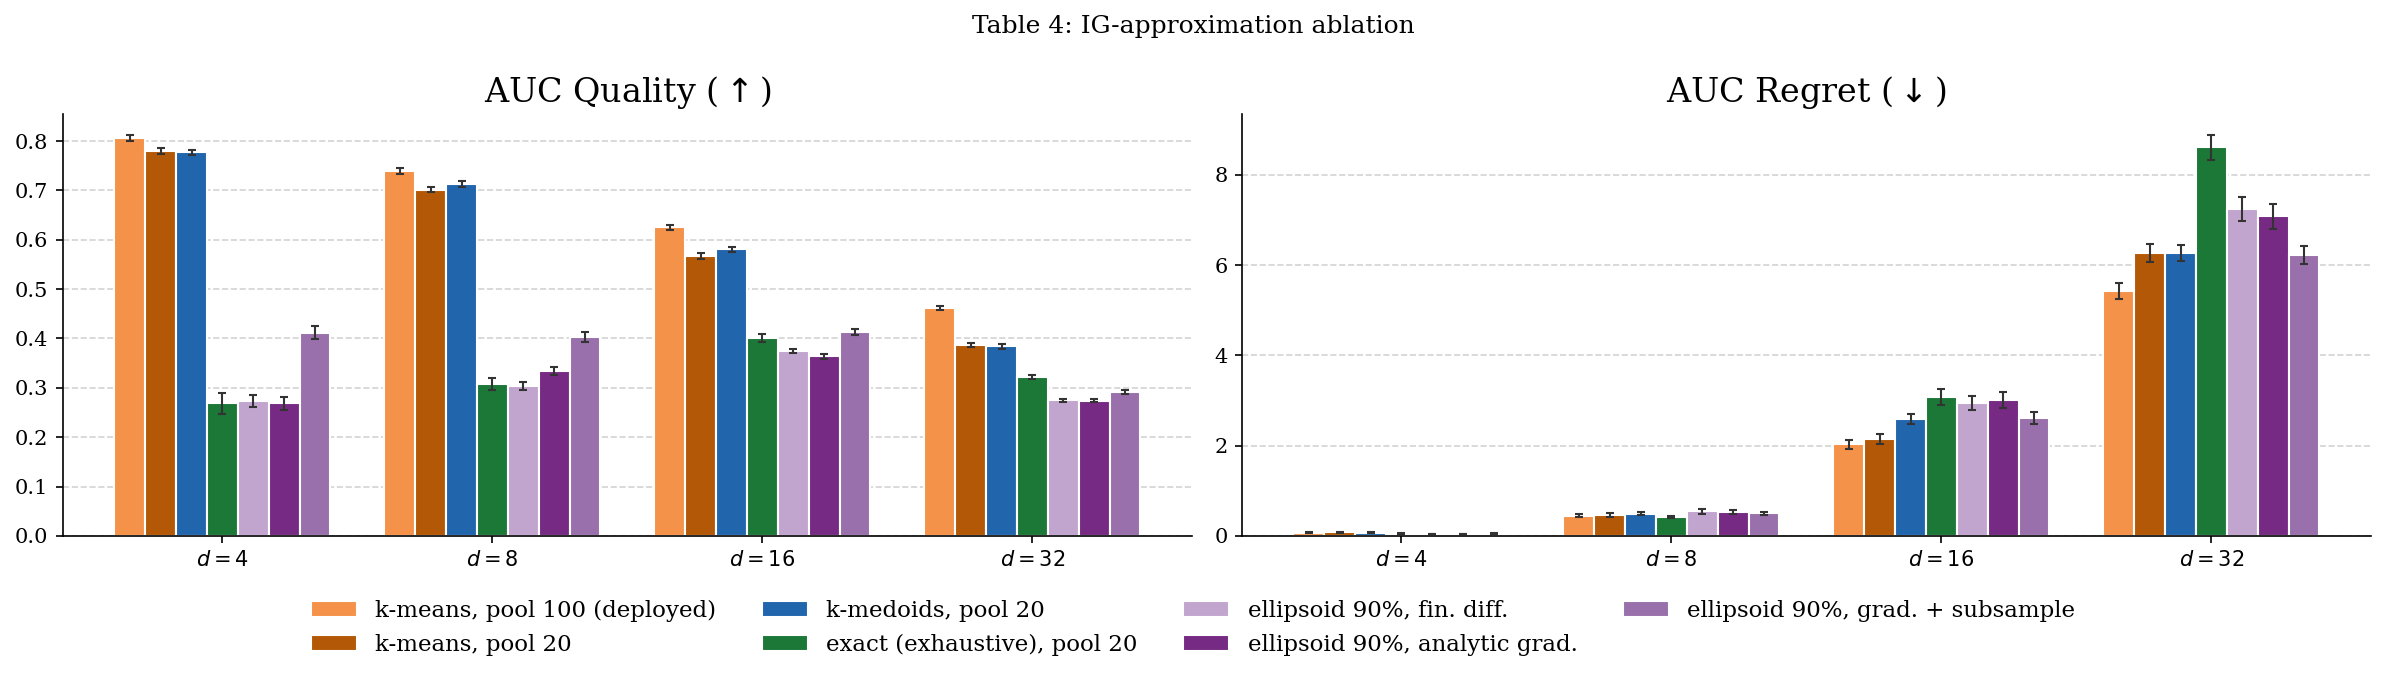 Table 4: IG-approximation ablation
AUC Quality (↑)
0.8
0.7
0.6
0.5
0.4
0.3
0.2
0.1
0.0
d = 4
d = 8
d = 16
d = 32
AUC Regret (↓)
8
6
4
2
0
d = 4
d = 8
d = 16
d = 32
k-means, pool 100 (deployed)
k-means, pool 20
k-medoids, pool 20
exact (exhaustive), pool 20
ellipsoid 90%, fin. diff.
ellipsoid 90%, analytic grad.
ellipsoid 90%, grad. + subsample